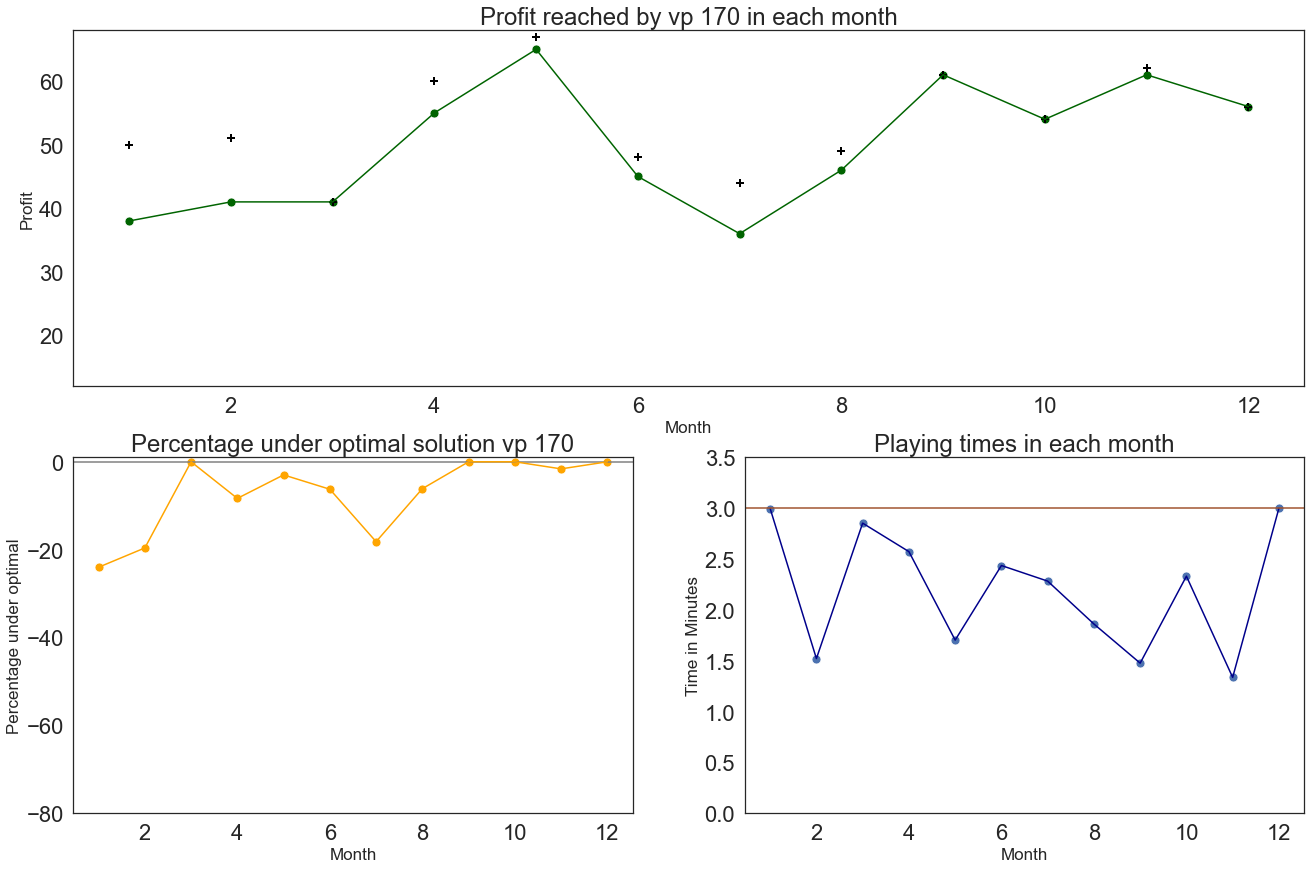 Profit reached by vp 170 in each month
Profit
60
50
40
30
20
2 4 6 8 10 12
Month
Percentage under optimal solution vp 170
Percentage under optimal
0
−20
−40
−60
−80
2 4 6 8 10 12
Month
Playing times in each month
Time in Minutes
3.5
3.0
2.5
2.0
1.5
1.0
0.5
0.0
2 4 6 8 10 12
Month